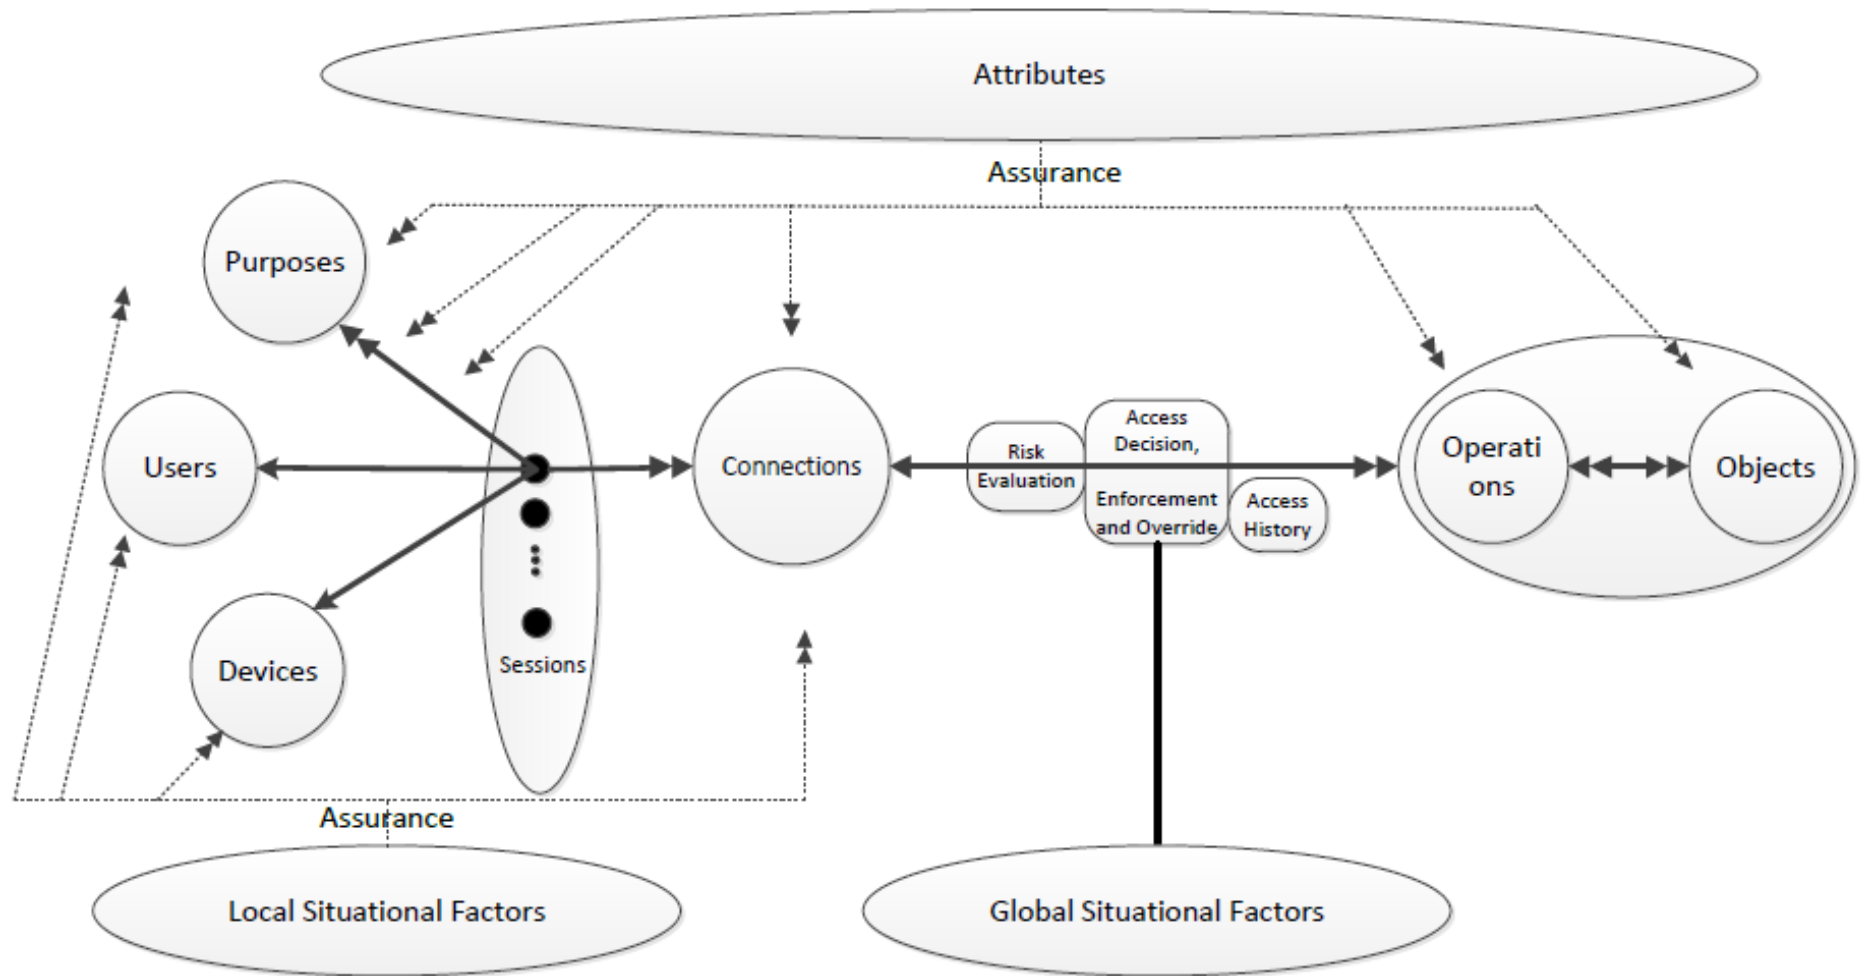 Attributes
Assurance
Purposes
Users
Devices
Sessions
Connections
Risk
Evaluation
Access
Decision,
Enforcement
and Override
Access
History
Operati
ons
Objects
Assurance
Local Situational Factors
Global Situational Factors